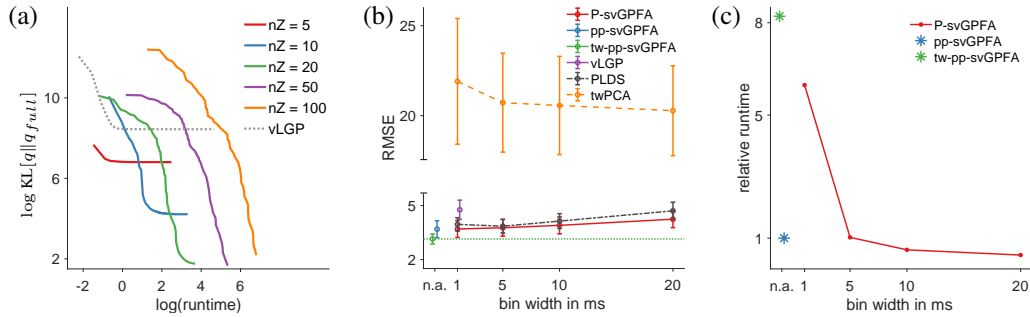 (a)
nZ = 5
nZ = 10
nZ = 20
nZ = 50
nZ = 100
vLGP
10
6
2
log KL[q||q_full]
-2
0
2
4
6
log(runtime)
(b)
P-svGPFA
pp-svGPFA
tw-pp-svGPFA
vLGP
PLDS
twPCA
25
20
5
2
RMSE
n.a.
1
5
10
20
bin width in ms
(c)
P-svGPFA
pp-svGPFA
tw-pp-svGPFA
8
5
1
relative runtime
n.a.
1
5
10
20
bin width in ms